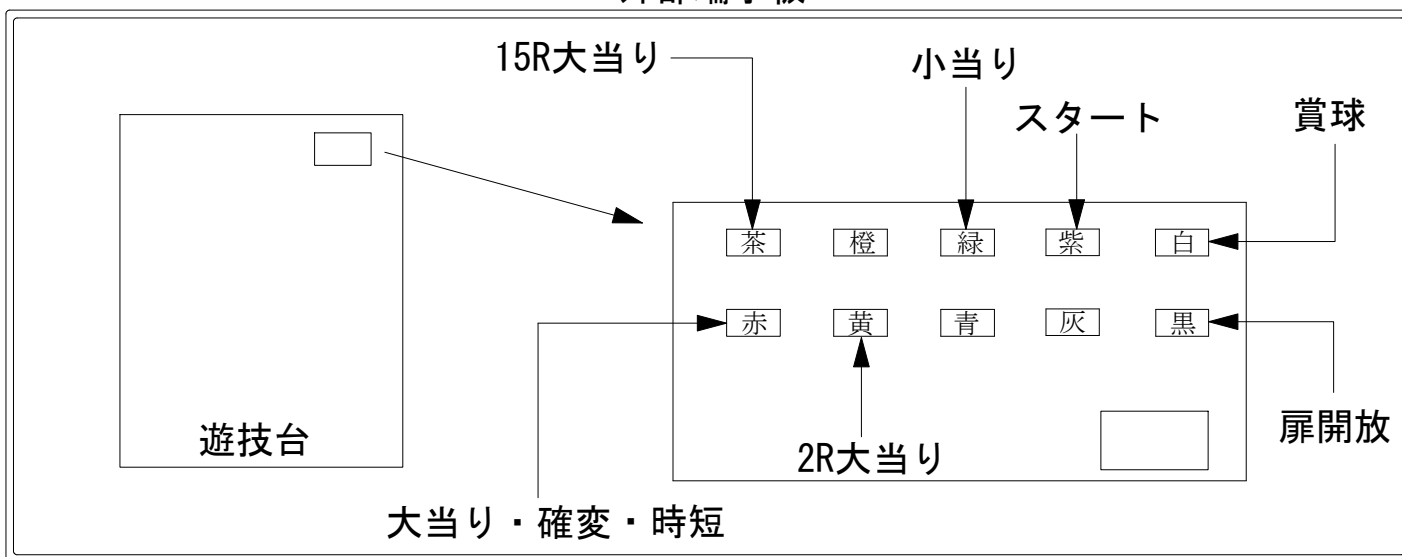 15R大当り
小当り
スタート
賞球
茶 橙 緑 紫 白
赤 黄 青 灰 黒
遊技台
2R大当り
扉開放
大当り・確変・時短